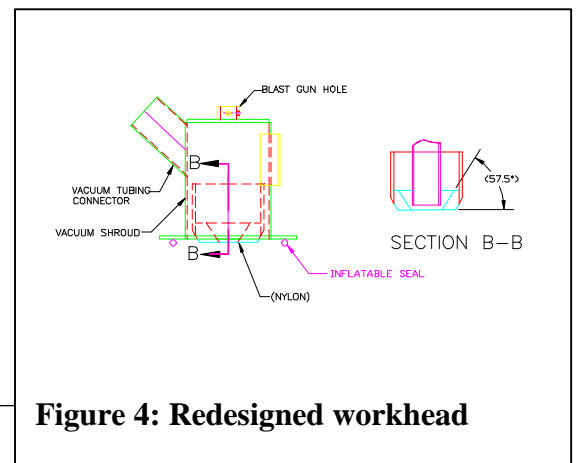 BLAST GUN HOLE
B
VACUUM TUBING
CONNECTOR
VACUUM SHROUD
B
(NYLON)
INFLATABLE SEAL
(57.5°)
SECTION B-B
Figure 4: Redesigned workhead